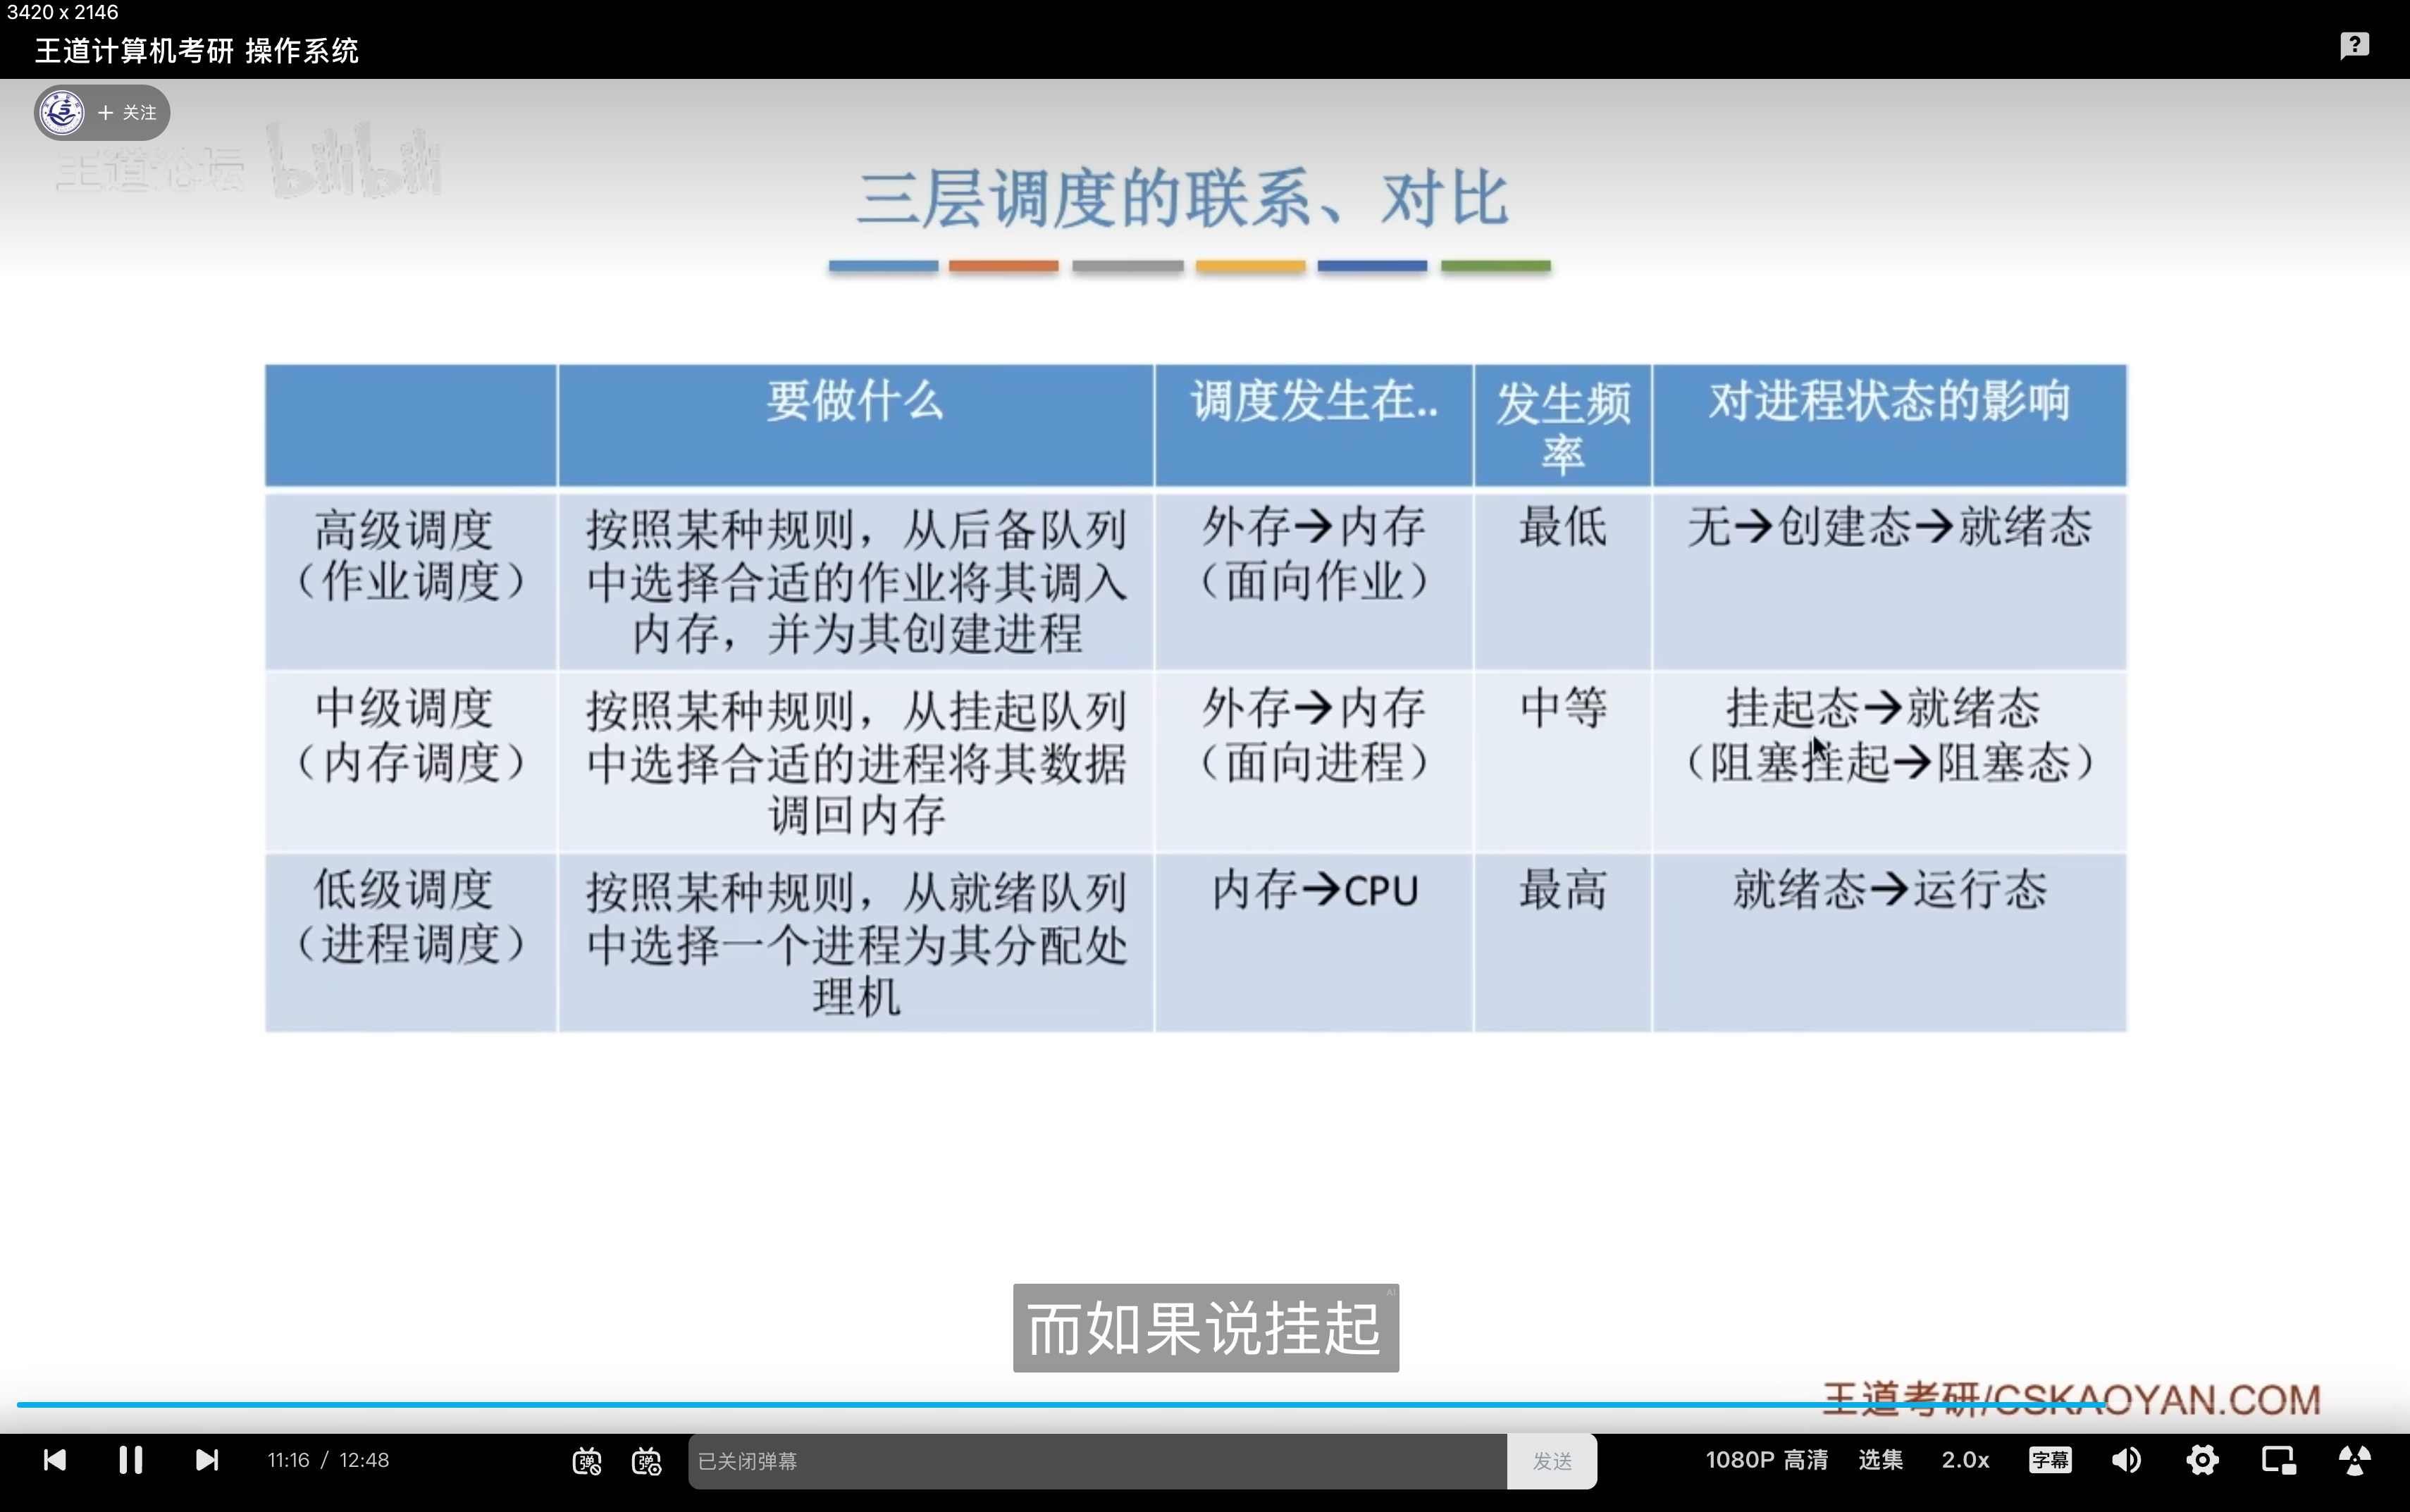 3420 x 2146
王道计算机考研 操作系统
?
+ 关注
王道论坛 bilibili
三层调度的联系、对比
要做什么
调度发生在..
发生频
率
对进程状态的影响
高级调度
（作业调度）
按照某种规则，从后备队列
中选择合适的作业将其调入
内存，并为其创建进程
外存→内存
（面向作业）
最低
无→创建态→就绪态
中级调度
（内存调度）
按照某种规则，从挂起队列
中选择合适的进程将其数据
调回内存
外存→内存
（面向进程）
中等
挂起态→就绪态
（阻塞挂起→阻塞态）
低级调度
（进程调度）
按照某种规则，从就绪队列
中选择一个进程为其分配处
理机
内存→CPU
最高
就绪态→运行态
AI
而如果说挂起
王道考研/CSKAOYAN.COM
11:16 / 12:48
弹
弹
已关闭弹幕
发送
1080P 高清
选集
2.0x
字幕